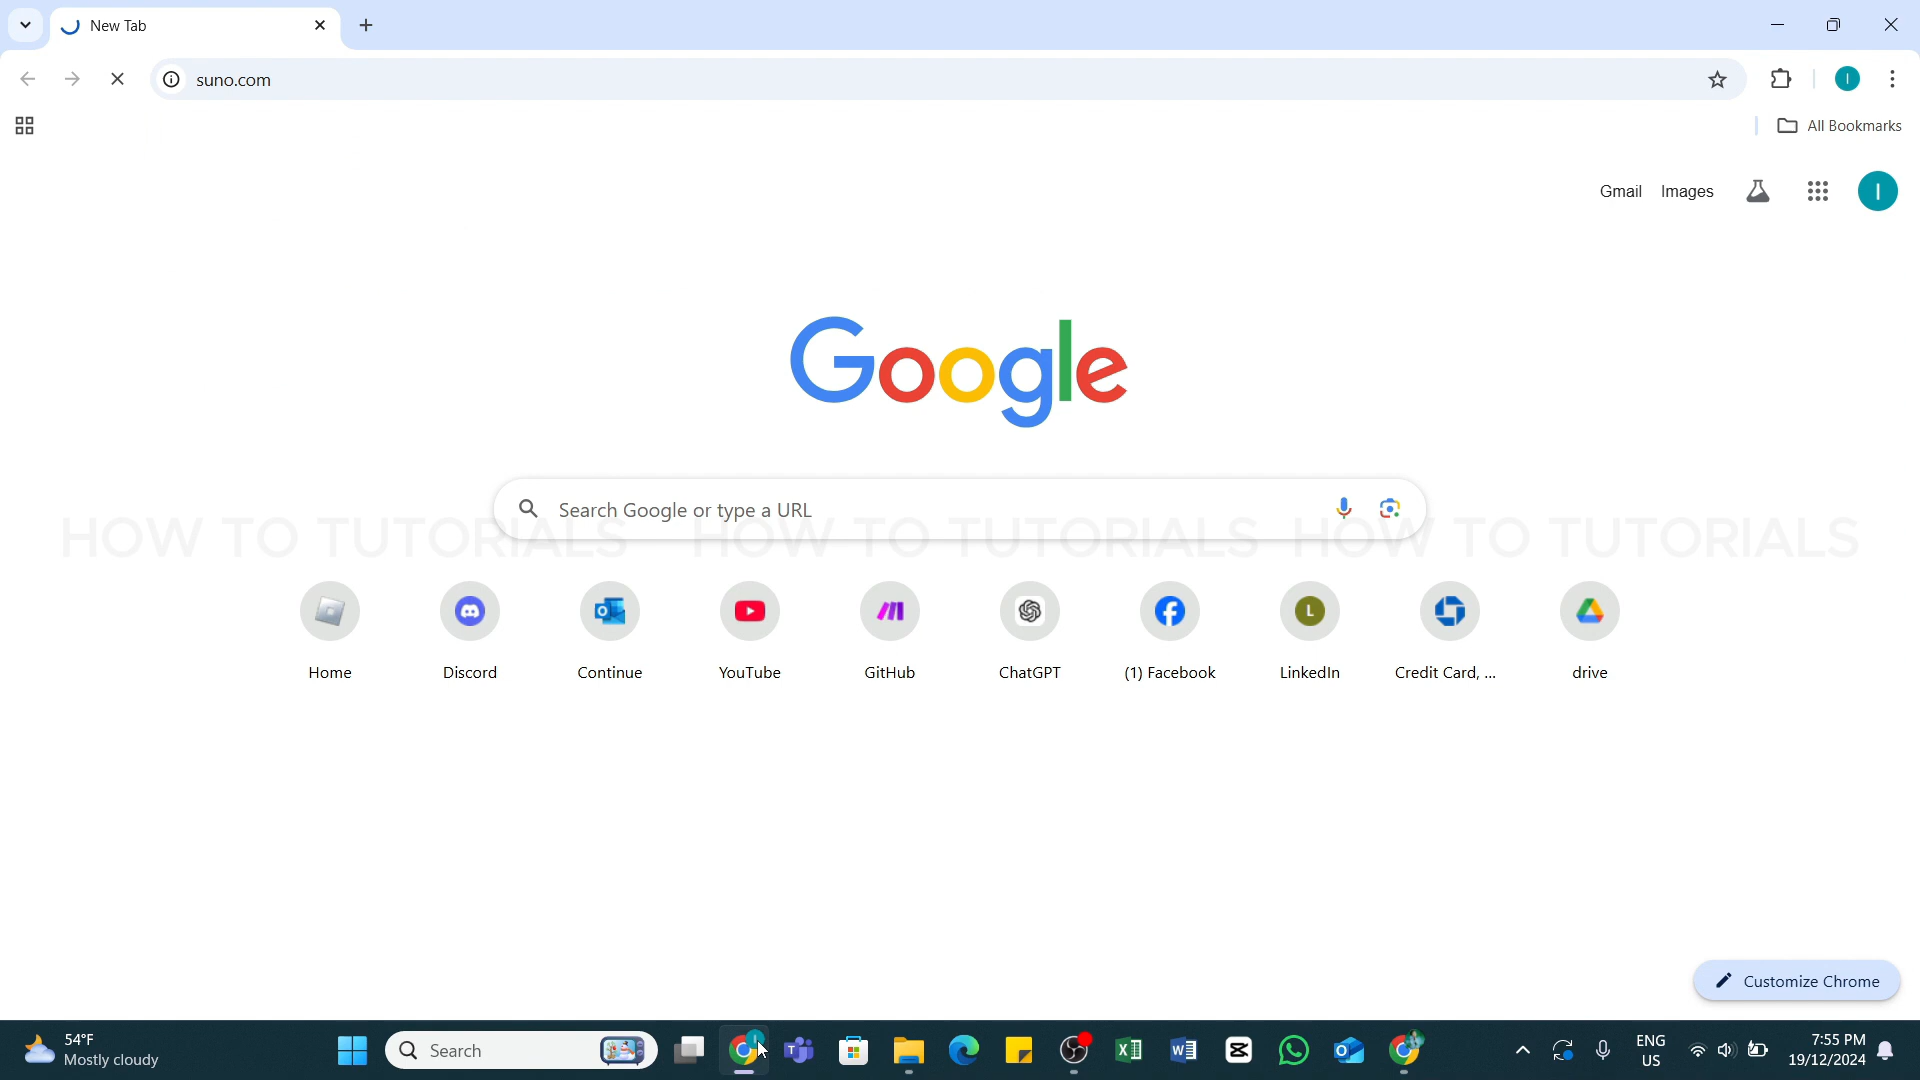 New Tab
suno.com
All Bookmarks
Gmail Images
I
I
Google
Search Google or type a URL
HOW TO TUTORIALS HOW TO TUTORIALS HOW TO TUTORIALS
L
Home Discord Continue YouTube GitHub ChatGPT (1) Facebook LinkedIn Credit Card, ... drive
Customize Chrome
54°F
Mostly cloudy
Search
ENG
US
7:55 PM
19/12/2024